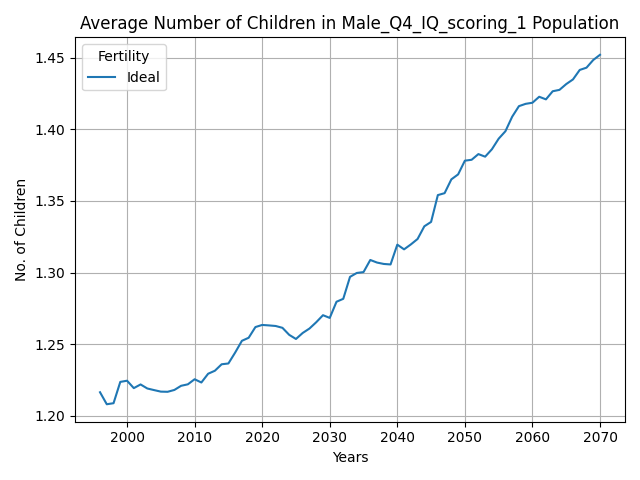 Average Number of Children in Male_Q4_IQ_scoring_1 Population
Fertility
Ideal
1.45
1.40
1.35
1.30
1.25
1.20
No. of Children
2000 2010 2020 2030 2040 2050 2060 2070
Years